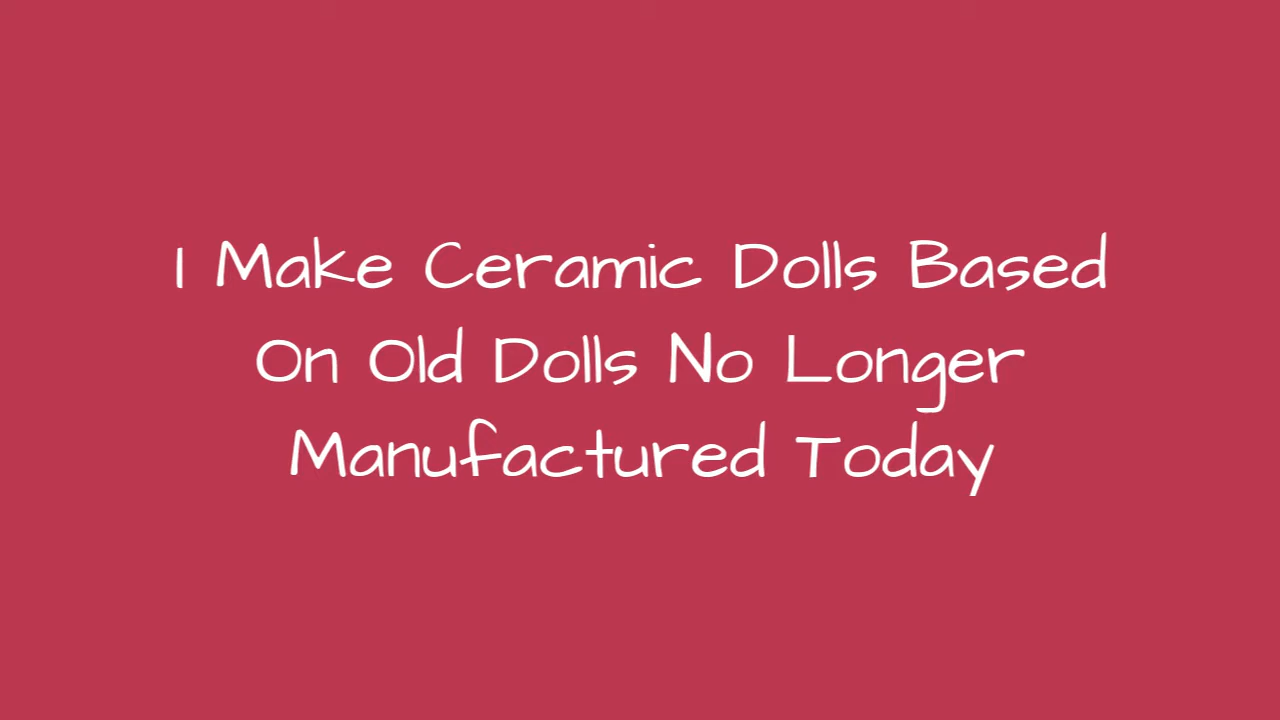 I Make Ceramic Dolls Based
On Old Dolls No Longer
Manufactured Today